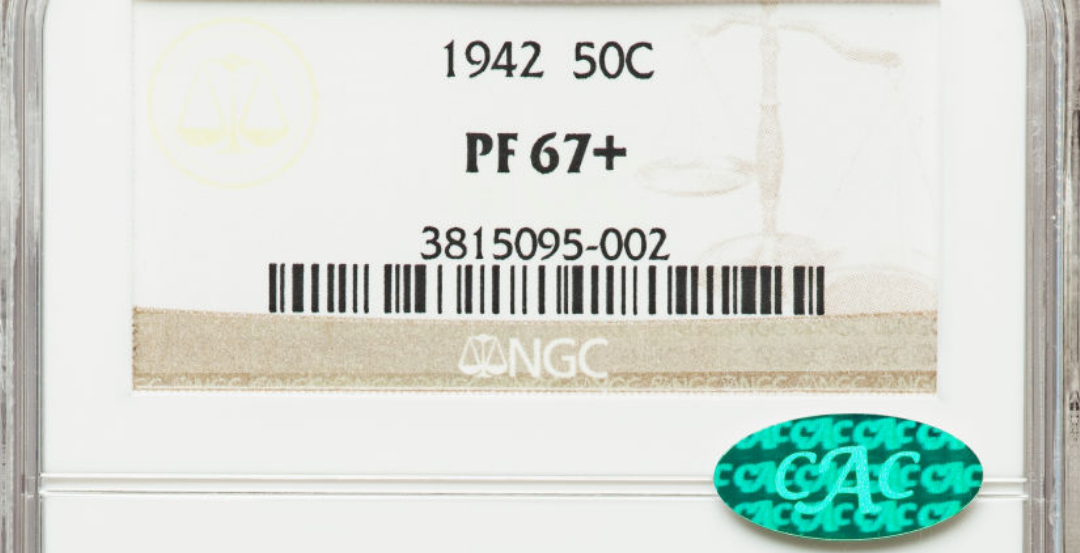 1942 50C
PF 67+
3815095-002
NGC
CAC